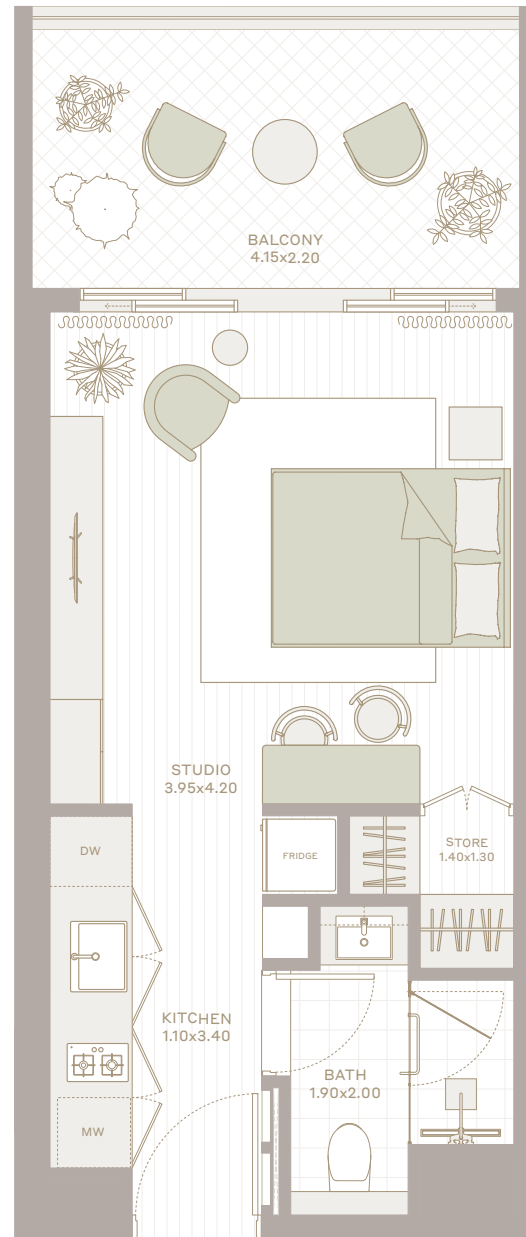 BALCONY
4.15x2.20
STUDIO
3.95x4.20
DW
FRIDGE
STORE
1.40x1.30
KITCHEN
1.10x3.40
BATH
1.90x2.00
MW